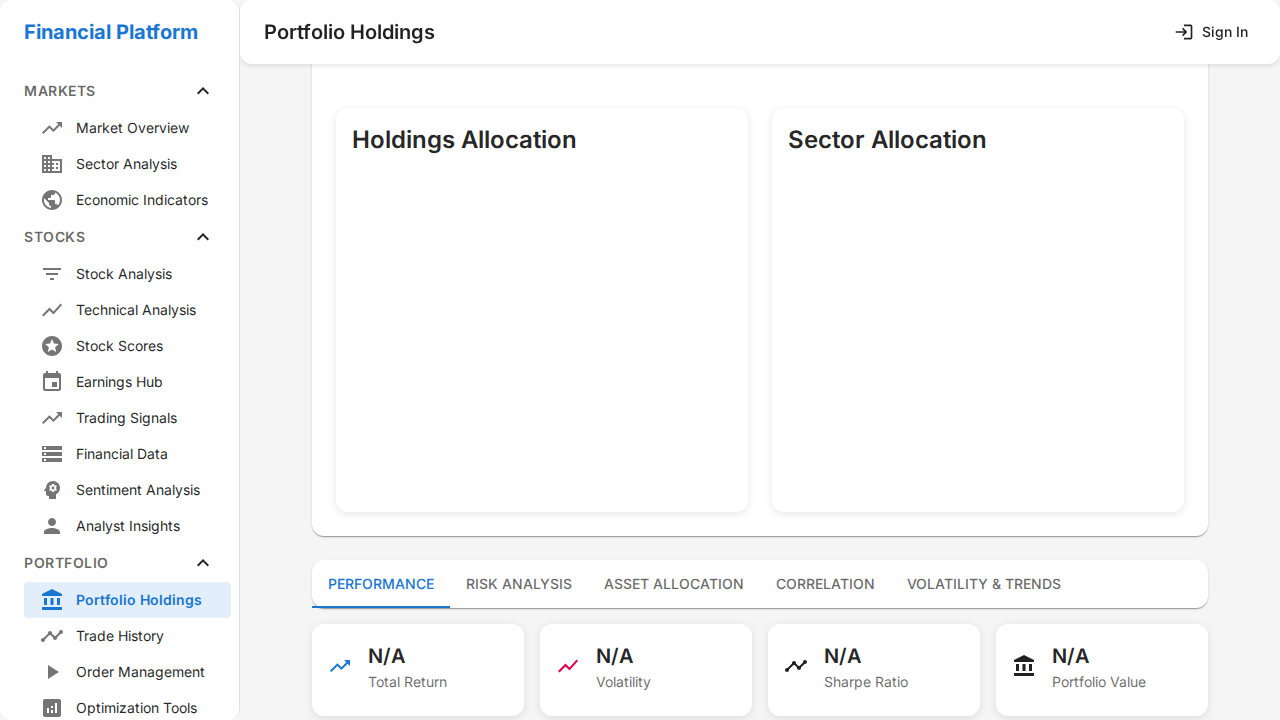 Financial Platform
Portfolio Holdings
Sign In
MARKETS
Market Overview
Sector Analysis
Economic Indicators
STOCKS
Stock Analysis
Technical Analysis
Stock Scores
Earnings Hub
Trading Signals
Financial Data
Sentiment Analysis
Analyst Insights
PORTFOLIO
Portfolio Holdings
Trade History
Order Management
Optimization Tools
Holdings Allocation
Sector Allocation
PERFORMANCE
RISK ANALYSIS
ASSET ALLOCATION
CORRELATION
VOLATILITY & TRENDS
N/A
Total Return
N/A
Volatility
N/A
Sharpe Ratio
N/A
Portfolio Value